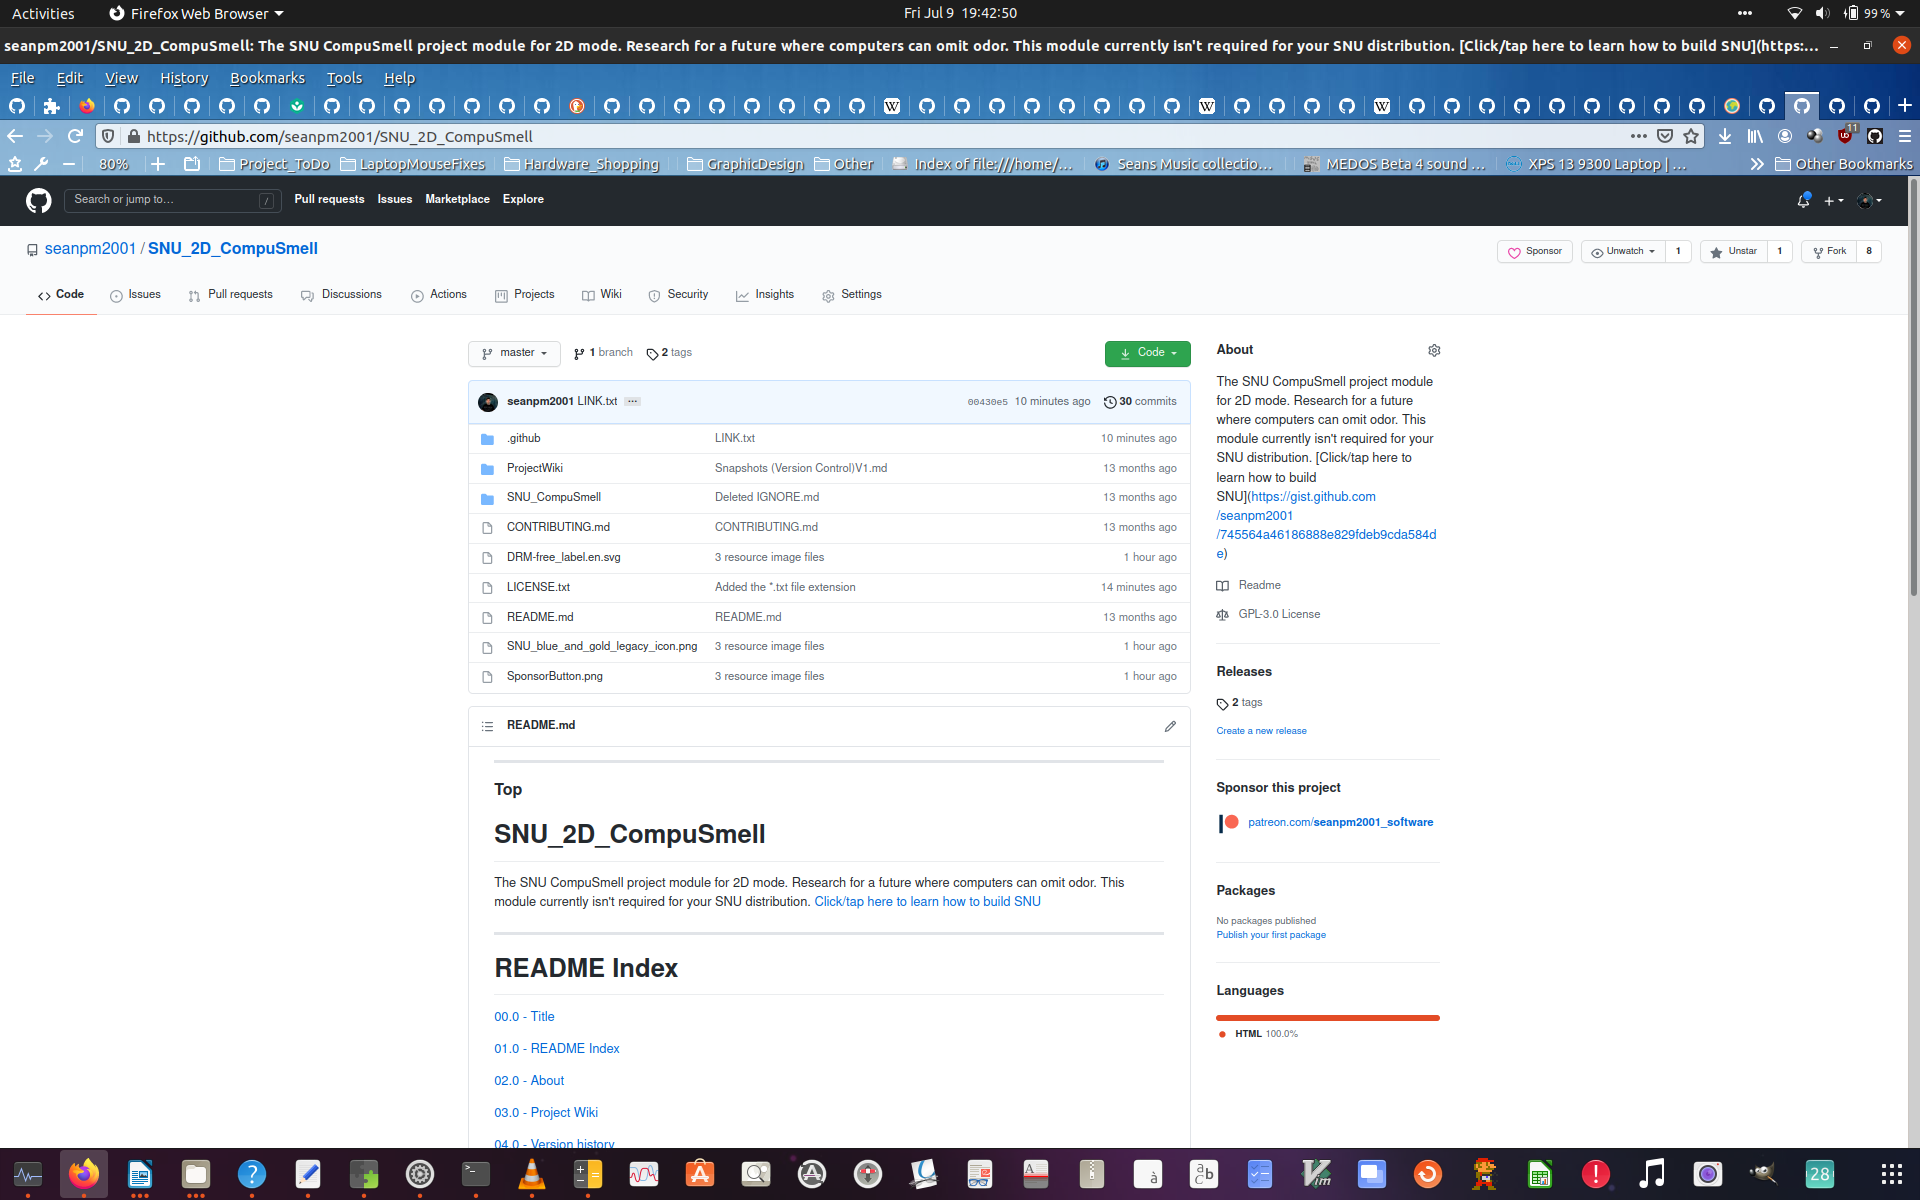 Activities Firefox Web Browser Fri Jul 9 19:42:50 99 %
seanpm2001/SNU_2D_CompuSmell: The SNU CompuSmell project module for 2D mode. Research for a future where computers can omit odor. This module currently isn't required for your SNU distribution. [Click/tap here to learn how to build SNU](https:...
File Edit View History Bookmarks Tools Help
https://github.com/seanpm2001/SNU_2D_CompuSmell 11
80% Project_ToDo LaptopMouseFixes Hardware_Shopping GraphicDesign Other Index of file:///home/... Seans Music collectio... MEDOS Beta 4 sound ... XPS 13 9300 Laptop | ... Other Bookmarks
Search or jump to... / Pull requests Issues Marketplace Explore
seanpm2001 / SNU_2D_CompuSmell Sponsor Unwatch 1 Unstar 1 Fork 8
Code Issues Pull requests Discussions Actions Projects Wiki Security Insights Settings
master 1 branch 2 tags Code
seanpm2001 LINK.txt ... 00430e5 10 minutes ago 30 commits
.github LINK.txt 10 minutes ago
ProjectWiki Snapshots (Version Control)V1.md 13 months ago
SNU_CompuSmell Deleted IGNORE.md 13 months ago
CONTRIBUTING.md CONTRIBUTING.md 13 months ago
DRM-free_label.en.svg 3 resource image files 1 hour ago
LICENSE.txt Added the *.txt file extension 14 minutes ago
README.md README.md 13 months ago
SNU_blue_and_gold_legacy_icon.png 3 resource image files 1 hour ago
SponsorButton.png 3 resource image files 1 hour ago
README.md
Top
SNU_2D_CompuSmell
The SNU CompuSmell project module for 2D mode. Research for a future where computers can omit odor. This
module currently isn't required for your SNU distribution. Click/tap here to learn how to build SNU
README Index
00.0 - Title
01.0 - README Index
02.0 - About
03.0 - Project Wiki
04.0 - Version history
About
The SNU CompuSmell project module
for 2D mode. Research for a future
where computers can omit odor. This
module currently isn't required for your
SNU distribution. [Click/tap here to
learn how to build
SNU](https://gist.github.com
/seanpm2001
/745564a46186888e829fdeb9cda584d
e)
Readme
GPL-3.0 License
Releases
2 tags
Create a new release
Sponsor this project
patreon.com/seanpm2001_software
Packages
No packages published
Publish your first package
Languages
HTML 100.0%
28